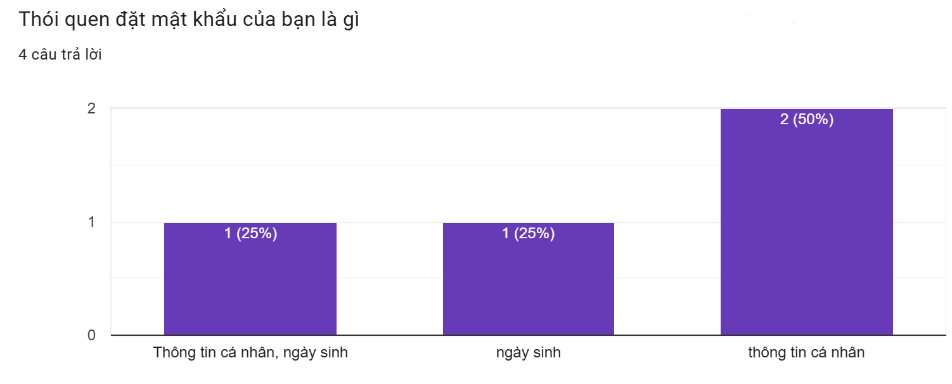 Thói quen đặt mật khẩu của bạn là gì
4 câu trả lời
2
2 (50%)
1
1 (25%)
1 (25%)
0
Thông tin cá nhân, ngày sinh
ngày sinh
thông tin cá nhân